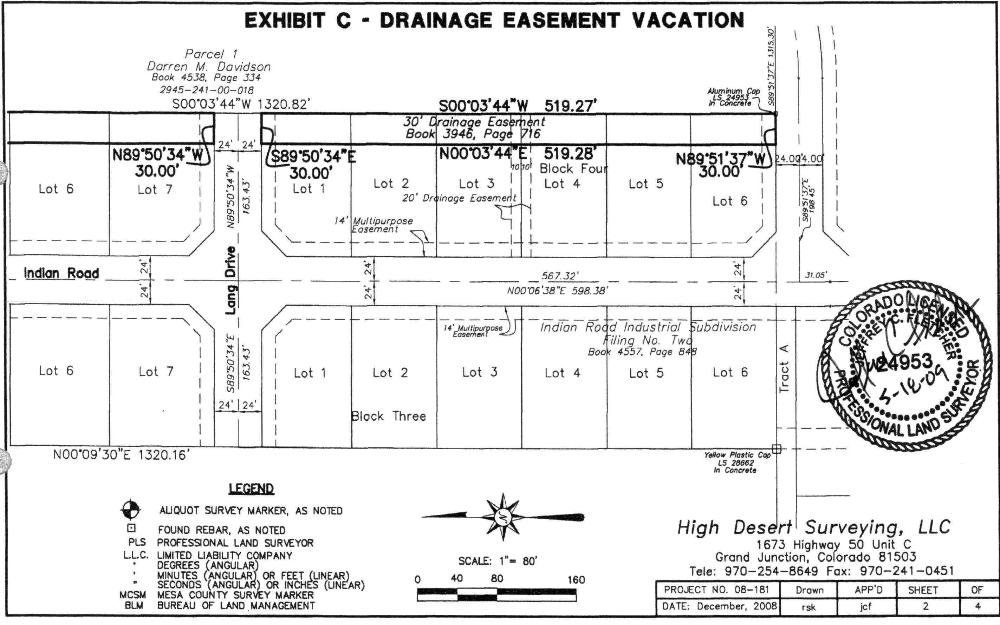 EXHIBIT C - DRAINAGE EASEMENT VACATION
Parcel 1
Darren M. Davidson
Book 4538, Page 334
2945-241-00-018
S00°03'44"W 1320.82'
S00°03'44"W 519.27'
Aluminum Cap
LS 24953
In Concrete
S89°51'37"E 1315.30'
30' Drainage Easement
Book 3946, Page 716
24' 24'
N89°50'34"W
30.00'
S89°50'34"E
30.00'
N00°03'44"E 519.28'
10' 10'
Block Four
N89°51'37"W
30.00'
24.00'
4.00'
Lot 6
Lot 7
N89°50'34"W
163.43'
Lot 1
Lot 2
Lot 3
Lot 4
Lot 5
Lot 6
S89°51'37"E
198.45'
20' Drainage Easement
14' Multipurpose
Easement
Indian Road
Lang Drive
24'
24'
24'
24'
24'
24'
567.32'
N00°06'38"E 598.38'
31.05'
14' Multipurpose
Easement
Indian Road Industrial Subdivision
Filing No. Two
Book 4557, Page 848
Lot 6
Lot 7
S89°50'34"E
163.43'
Lot 1
Lot 2
Lot 3
Lot 4
Lot 5
Lot 6
Tract A
24' 24'
Block Three
N00°09'30"E 1320.16'
Yellow Plastic Cap
LS 28662
In Concrete
COLORADO LICENSED
JEFFREY C. FLETCHER
24953
5-18-09
PROFESSIONAL LAND SURVEYOR
LEGEND
ALIQUOT SURVEY MARKER, AS NOTED
FOUND REBAR, AS NOTED
PLS PROFESSIONAL LAND SURVEYOR
L.L.C. LIMITED LIABILITY COMPANY
° DEGREES (ANGULAR)
' MINUTES (ANGULAR) OR FEET (LINEAR)
" SECONDS (ANGULAR) OR INCHES (LINEAR)
MCSM MESA COUNTY SURVEY MARKER
BLM BUREAU OF LAND MANAGEMENT
SCALE: 1"= 80'
0 40 80 160
High Desert Surveying, LLC
1673 Highway 50 Unit C
Grand Junction, Colorado 81503
Tele: 970-254-8649 Fax: 970-241-0451
PROJECT NO. 08-181 Drawn APP'D SHEET OF
DATE: December, 2008 rsk jcf 2 4